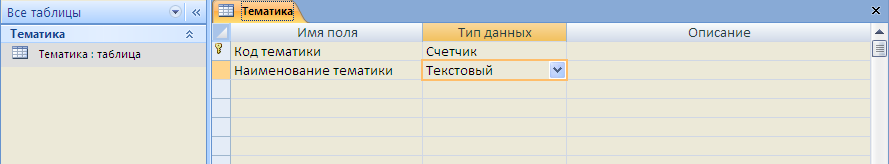 Все таблицы
Тематика
Тематика : таблица
Тематика
Имя поля Тип данных Описание
Код тематики Счетчик
Наименование тематики Текстовый